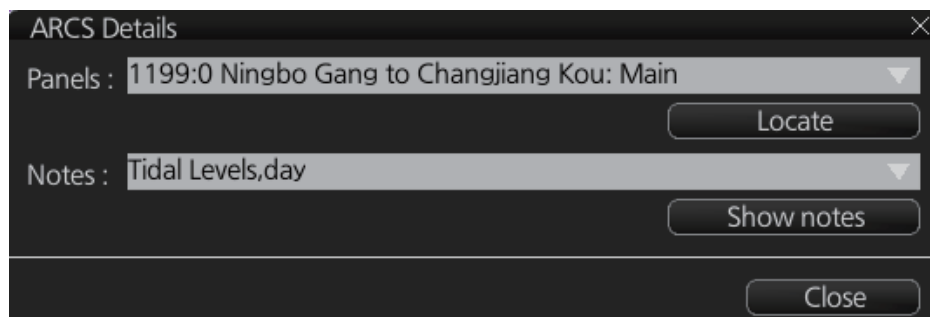 ARCS Details
Panels : 1199:0 Ningbo Gang to Changjiang Kou: Main
Locate
Notes : Tidal Levels,day
Show notes
Close